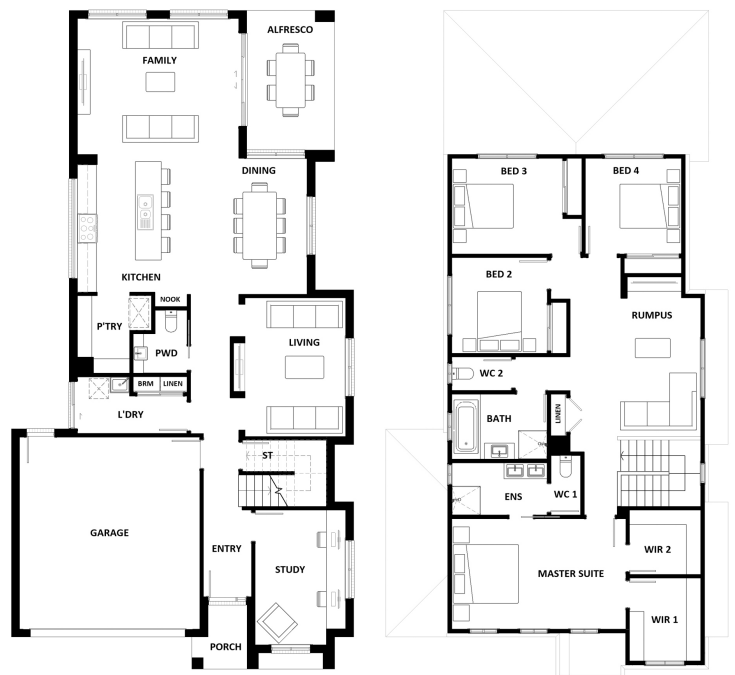 ALFRESCO
FAMILY
DINING
KITCHEN
NOOK
P'TRY
PWD
LIVING
BRM
LINEN
L'DRY
ST
GARAGE
ENTRY
STUDY
PORCH
BED 3
BED 4
BED 2
RUMPUS
WC 2
BATH
LINEN
ENS
WC 1
MASTER SUITE
WIR 2
WIR 1